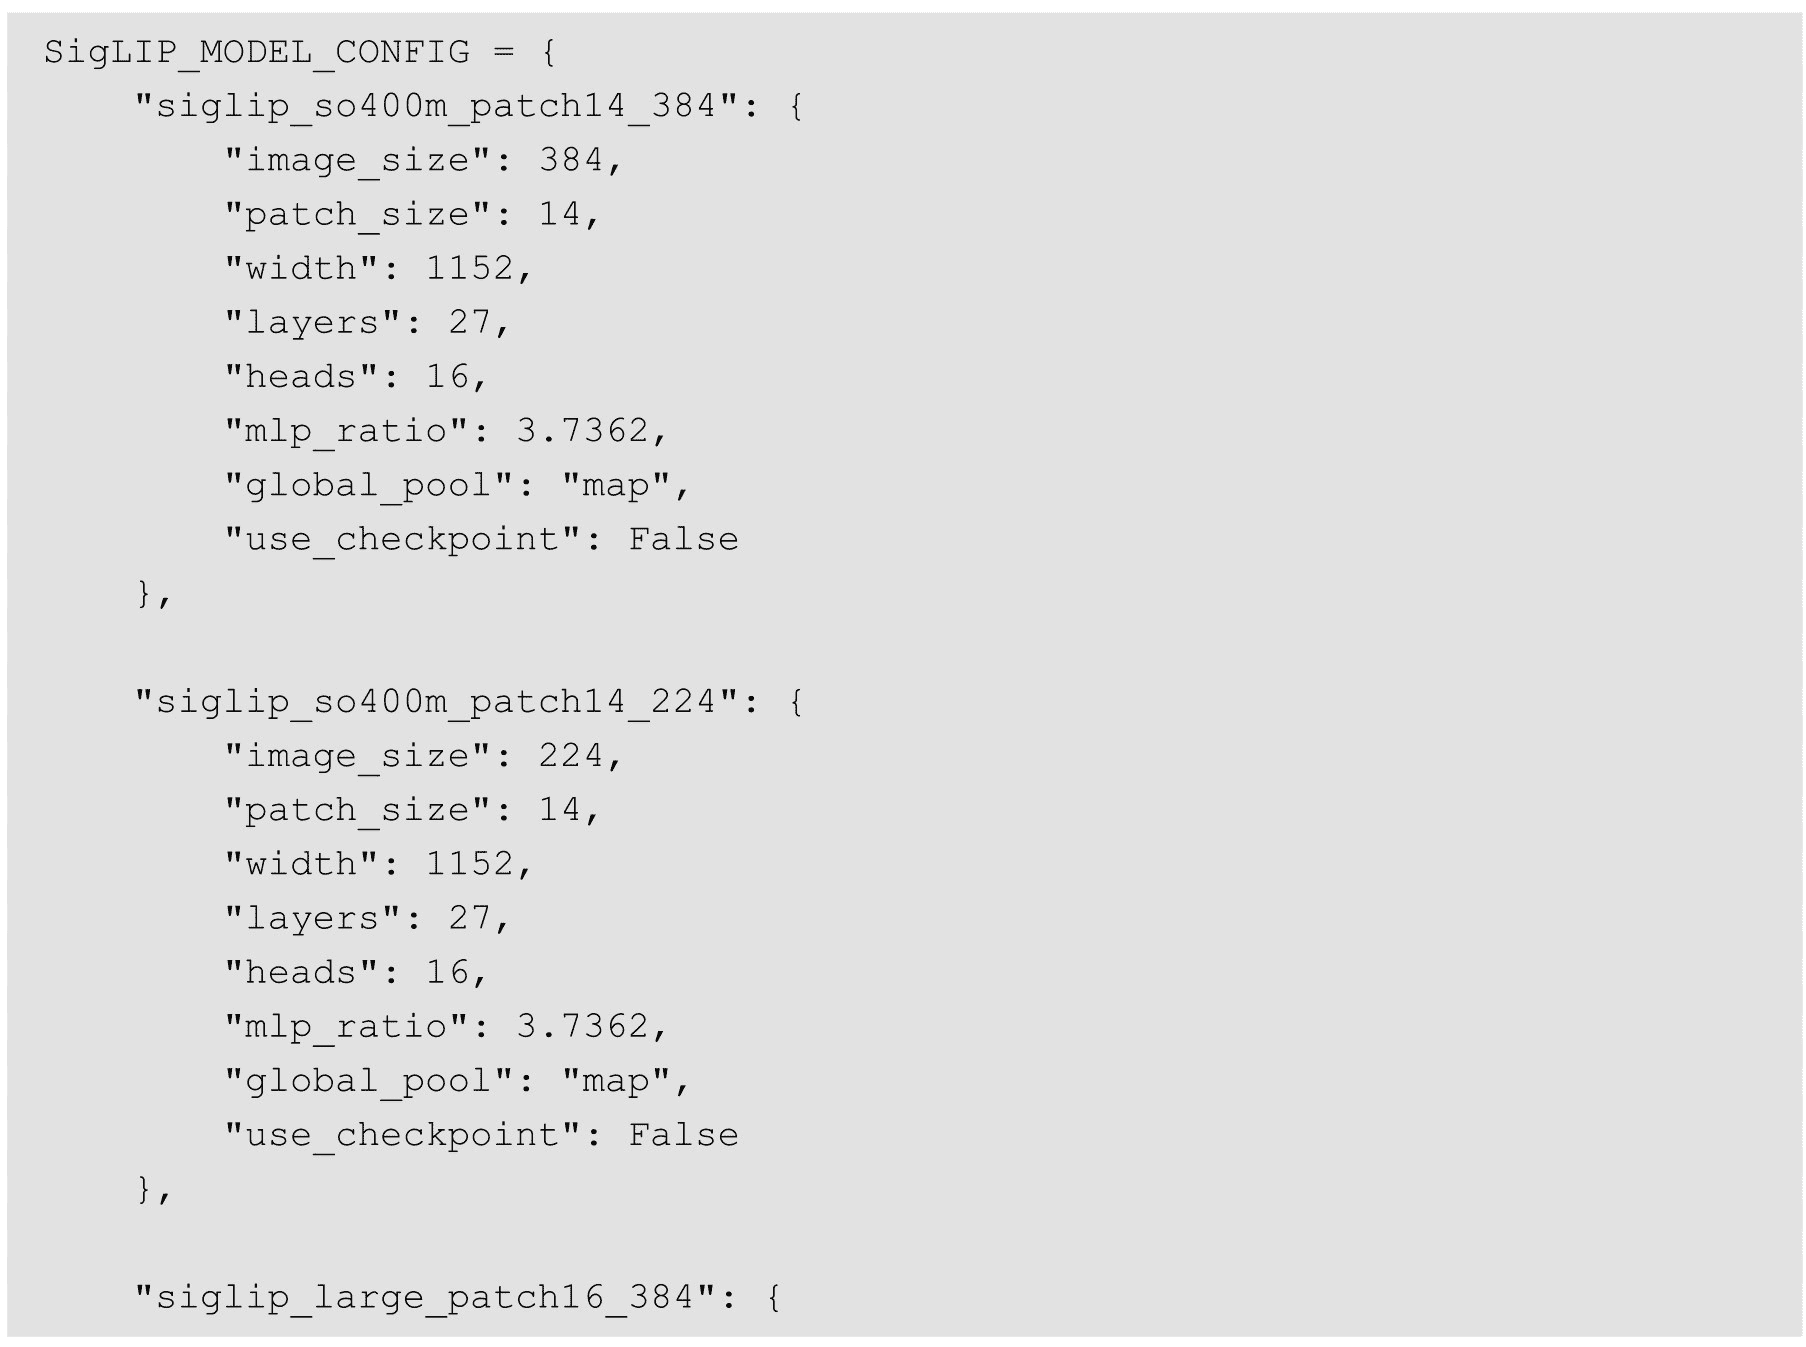 SigLIP_MODEL_CONFIG = {
    "siglip_so400m_patch14_384": {
        "image_size": 384,
        "patch_size": 14,
        "width": 1152,
        "layers": 27,
        "heads": 16,
        "mlp_ratio": 3.7362,
        "global_pool": "map",
        "use_checkpoint": False
    },

    "siglip_so400m_patch14_224": {
        "image_size": 224,
        "patch_size": 14,
        "width": 1152,
        "layers": 27,
        "heads": 16,
        "mlp_ratio": 3.7362,
        "global_pool": "map",
        "use_checkpoint": False
    },

    "siglip_large_patch16_384": {